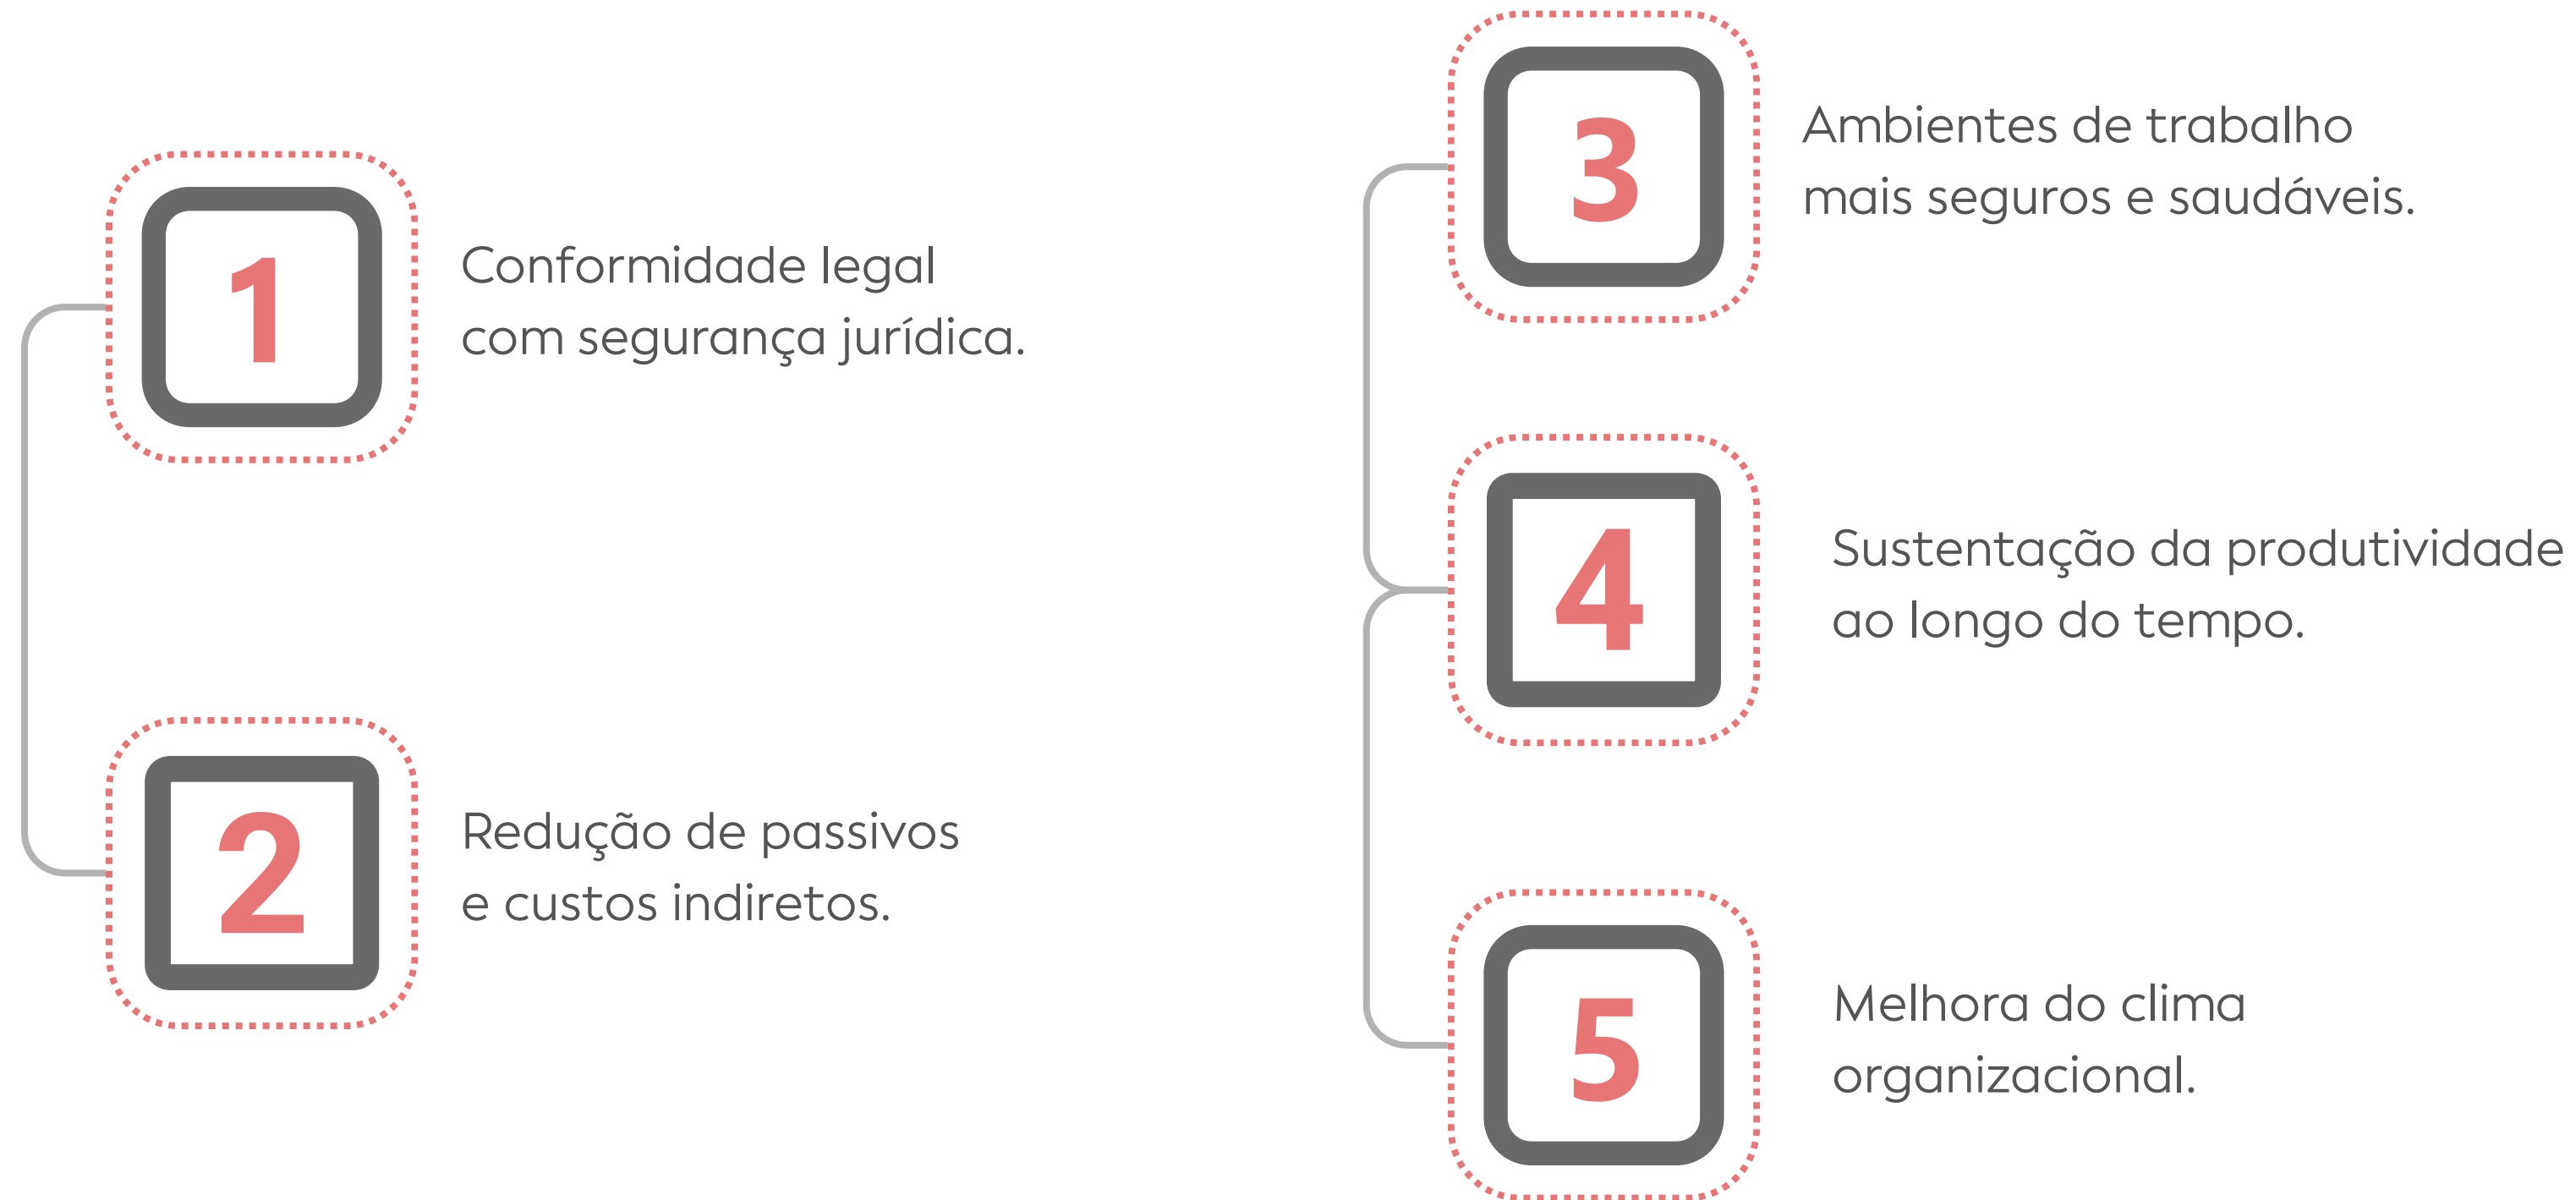 1
Conformidade legal
com segurança jurídica.
2
Redução de passivos
e custos indiretos.
3
Ambientes de trabalho
mais seguros e saudáveis.
4
Sustentação da produtividade
ao longo do tempo.
5
Melhora do clima
organizacional.